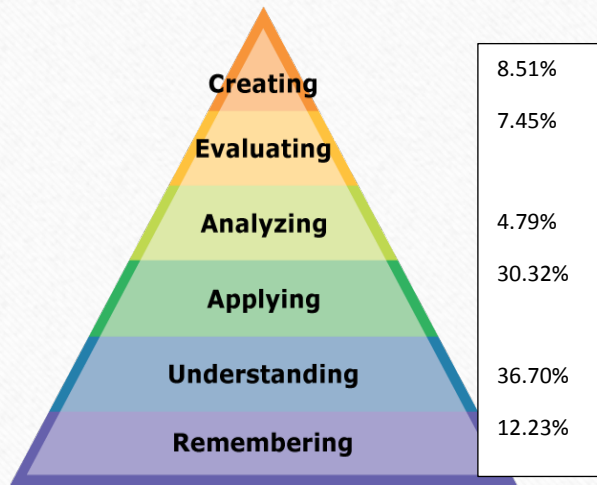 Creating 8.51%
Evaluating 7.45%
Analyzing 4.79%
Applying 30.32%
Understanding 36.70%
Remembering 12.23%